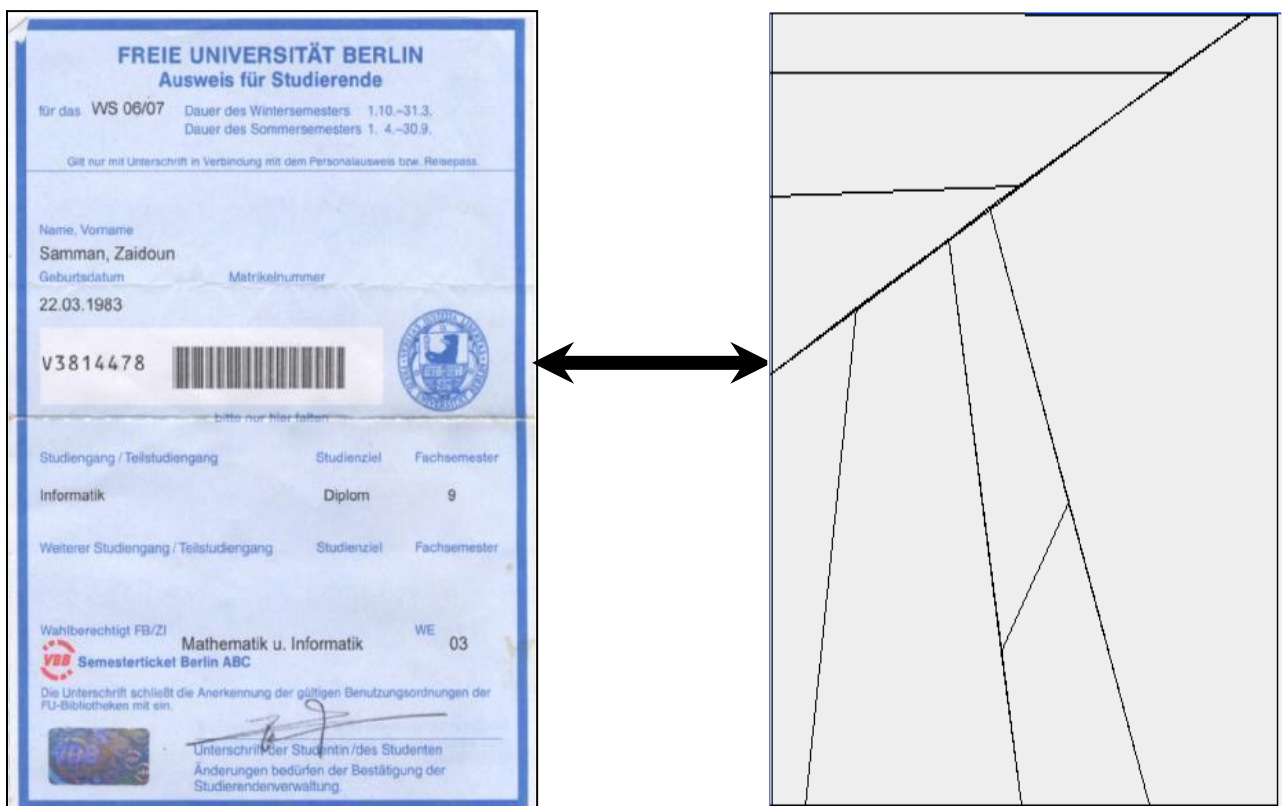 FREIE UNIVERSITÄT BERLIN
Ausweis für Studierende
für das WS 06/07 Dauer des Wintersemesters 1.10.–31.3.
Dauer des Sommersemesters 1. 4.–30.9.
Gilt nur mit Unterschrift in Verbindung mit dem Personalausweis bzw. Reisepass.
Name, Vorname
Samman, Zaidoun
Geburtsdatum Matrikelnummer
22.03.1983
V3814478
bitte nur hier falten
Studiengang / Teilstudiengang Studienziel Fachsemester
Informatik Diplom 9
Weiterer Studiengang / Teilstudiengang Studienziel Fachsemester
Wahlberechtigt FB/ZI Mathematik u. Informatik WE 03
VBB Semesterticket Berlin ABC
Die Unterschrift schließt die Anerkennung der gültigen Benutzungsordnungen der
FU-Bibliotheken mit ein.
Unterschrift der Studentin/des Studenten
Änderungen bedürfen der Bestätigung der
Studierendenverwaltung.
VBB